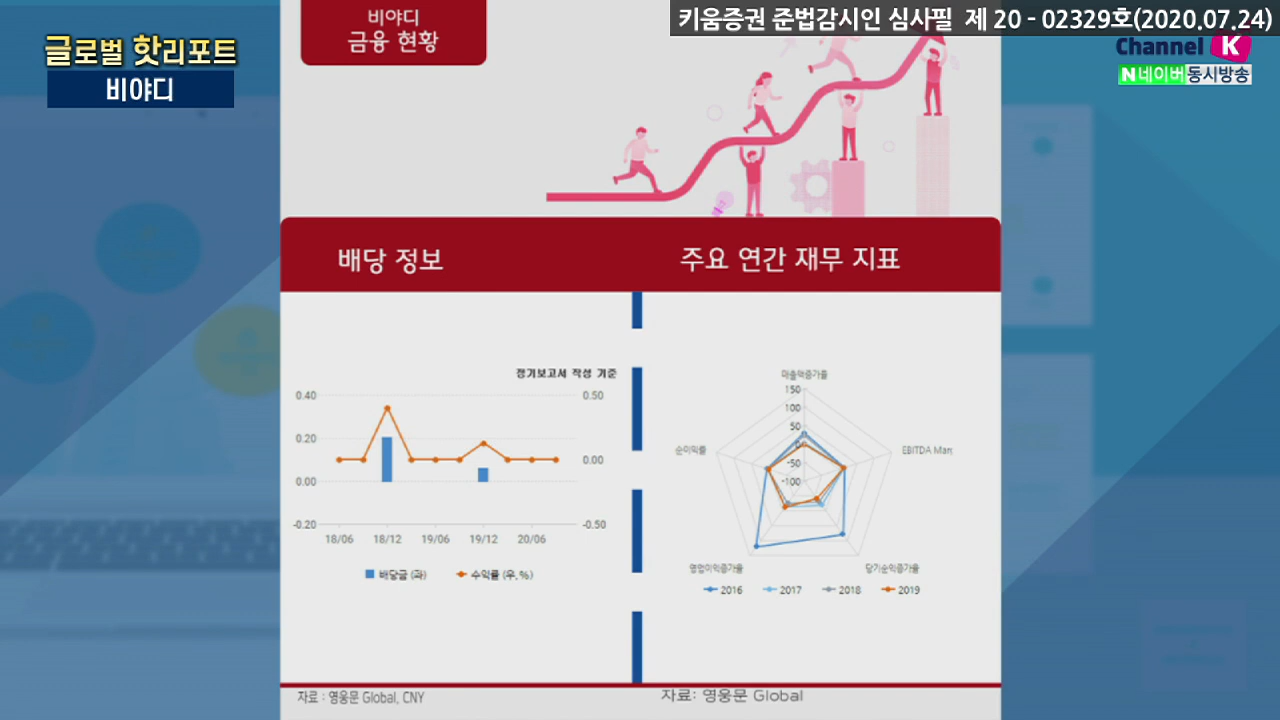 키움증권 준법감시인 심사필 제 20 - 02329호(2020.07.24)
글로벌 핫리포트
비야디
비야디
금융 현황
Channel K
N 네이버 동시방송
배당 정보
주요 연간 재무 지표
정기보고서 작성 기준
0.40
0.20
0.00
-0.20
0.50
0.00
-0.50
18/06 18/12 19/06 19/12 20/06
배당금 (좌) 수익률 (우,%)
매출액증가율
150
100
50
0
-50
-100
순이익률
EBITDA Marg
영업이익증가율
당기순익증가율
2016 2017 2018 2019
자료 : 영웅문 Global, CNY
자료: 영웅문 Global